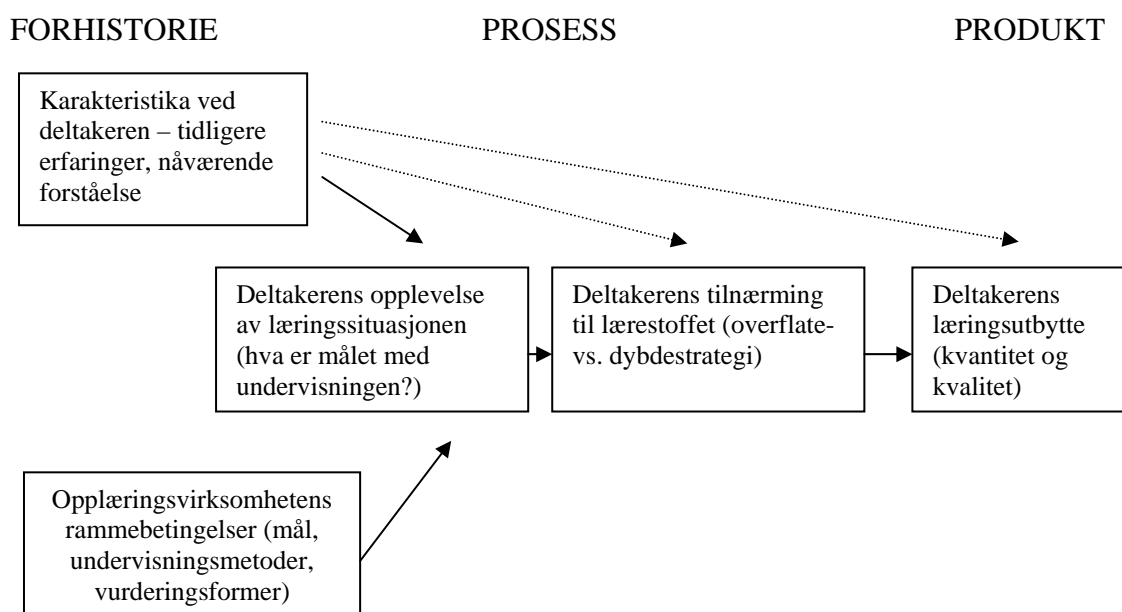 FORHISTORIE PROSESS PRODUKT
Karakteristika ved
deltakeren – tidligere
erfaringer, nåværende
forståelse
Deltakerens opplevelse
av læringssituasjonen
(hva er målet med
undervisningen?)
Deltakerens tilnærming
til lærestoffet (overflate-
vs. dybdestrategi)
Deltakerens
læringsutbytte
(kvantitet og
kvalitet)
Opplæringsvirksomhetens
rammebetingelser (mål,
undervisningsmetoder,
vurderingsformer)